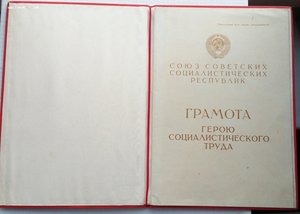 СОЮЗ СОВЕТСКИХ
СОЦИАЛИСТИЧЕСКИХ
РЕСПУБЛИК
ГРАМОТА
ГЕРОЮ
СОЦИАЛИСТИЧЕСКОГО
ТРУДА